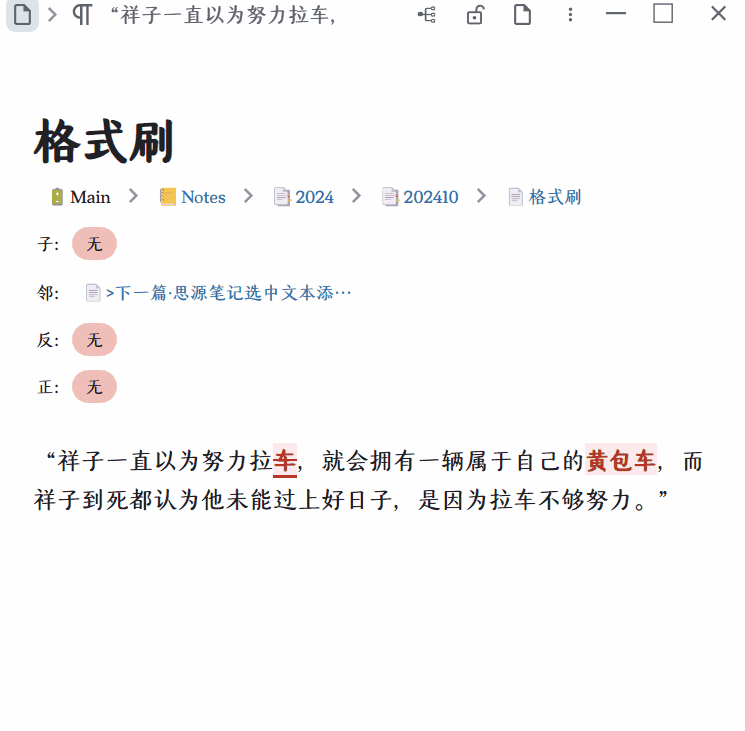 “祥子一直以为努力拉车，
格式刷
Main > Notes > 2024 > 202410 > 格式刷
子： 无
邻： >下一篇·思源笔记选中文本添…
反： 无
正： 无
“祥子一直以为努力拉车，就会拥有一辆属于自己的黄包车，而
祥子到死都认为他未能过上好日子，是因为拉车不够努力。”